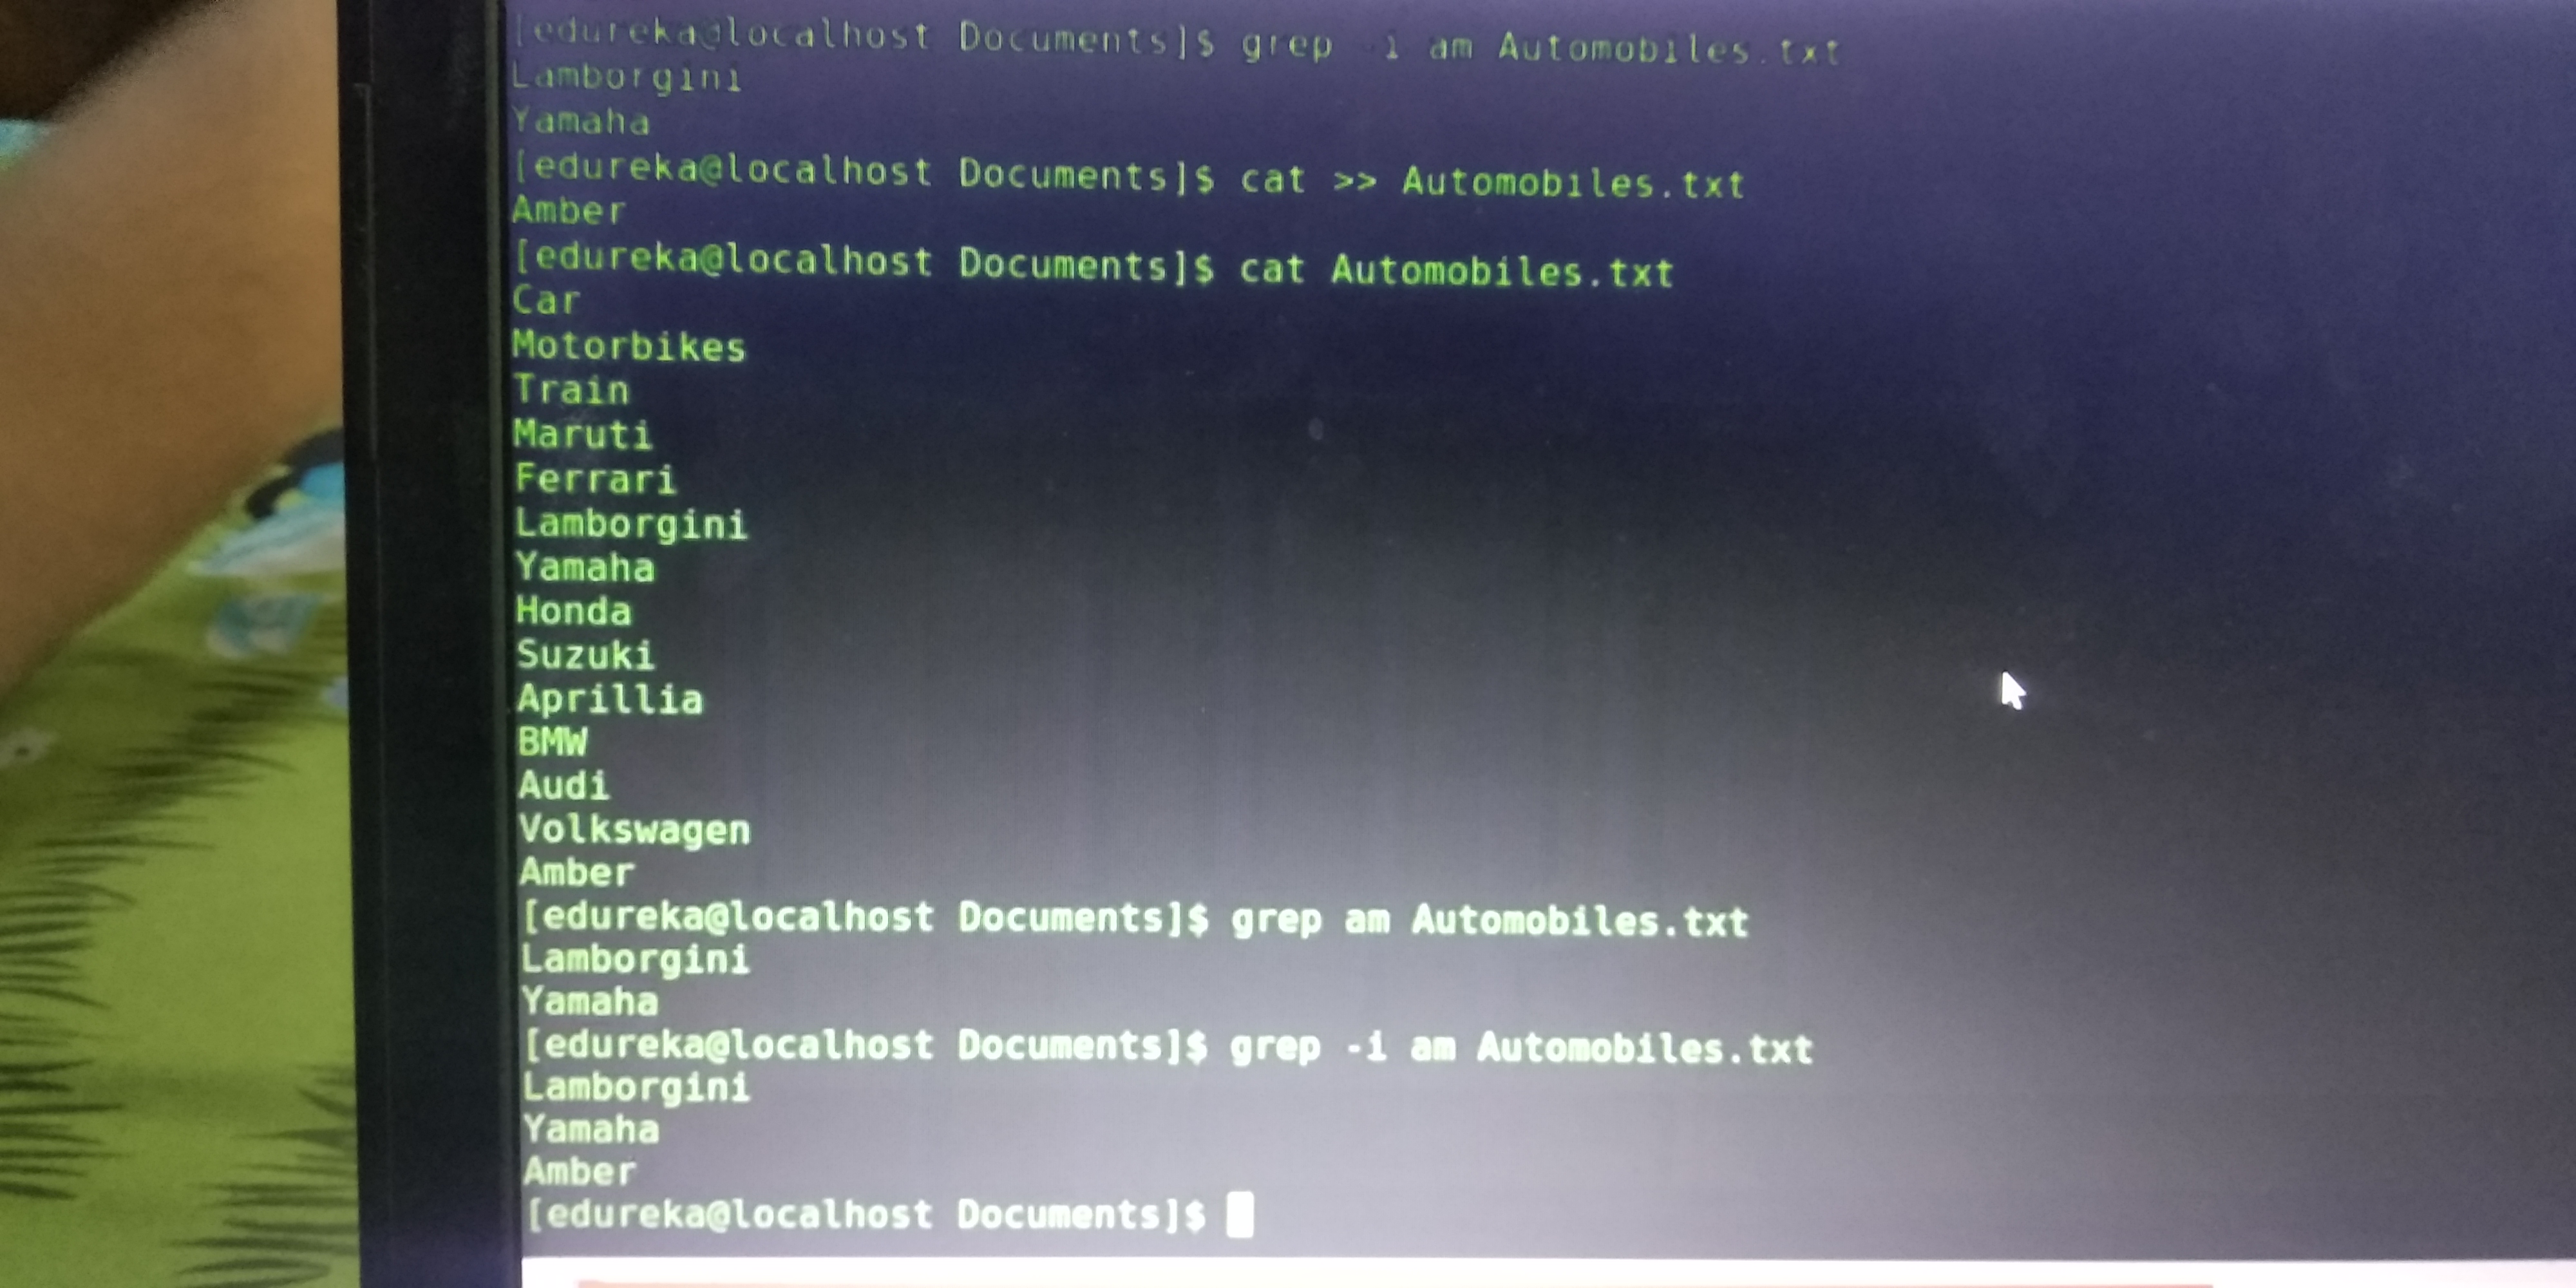 [edureka@localhost Documents]$ grep -i am Automobiles.txt
Lamborgini
Yamaha
[edureka@localhost Documents]$ cat >> Automobiles.txt
Amber
[edureka@localhost Documents]$ cat Automobiles.txt
Car
Motorbikes
Train
Maruti
Ferrari
Lamborgini
Yamaha
Honda
Suzuki
Aprillia
BMW
Audi
Volkswagen
Amber
[edureka@localhost Documents]$ grep am Automobiles.txt
Lamborgini
Yamaha
[edureka@localhost Documents]$ grep -i am Automobiles.txt
Lamborgini
Yamaha
Amber
[edureka@localhost Documents]$